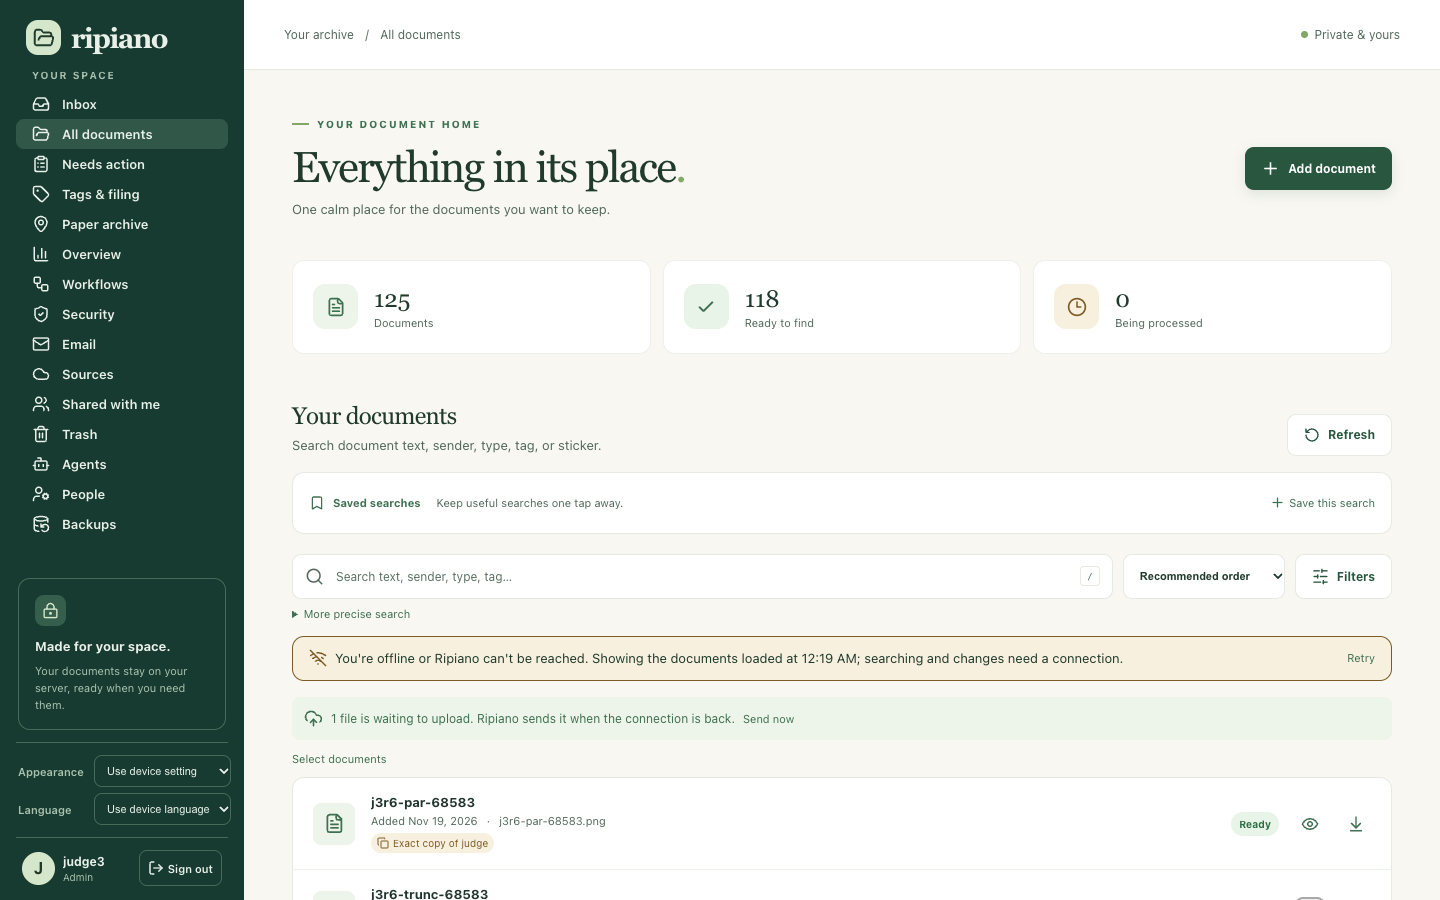 ripiano
YOUR SPACE
Inbox
All documents
Needs action
Tags & filing
Paper archive
Overview
Workflows
Security
Email
Sources
Shared with me
Trash
Agents
People
Backups
Made for your space.
Your documents stay on your
server, ready when you need
them.
Appearance
Use device setting
Language
Use device language
J
judge3
Admin
Sign out
Your archive / All documents
Private & yours
YOUR DOCUMENT HOME
Everything in its place.
One calm place for the documents you want to keep.
Add document
125
Documents
118
Ready to find
0
Being processed
Your documents
Search document text, sender, type, tag, or sticker.
Refresh
Saved searches Keep useful searches one tap away.
Save this search
Search text, sender, type, tag...
/
Recommended order
Filters
More precise search
You're offline or Ripiano can't be reached. Showing the documents loaded at 12:19 AM; searching and changes need a connection.
Retry
1 file is waiting to upload. Ripiano sends it when the connection is back. Send now
Select documents
j3r6-par-68583
Added Nov 19, 2026 · j3r6-par-68583.png
Exact copy of judge
Ready
j3r6-trunc-68583